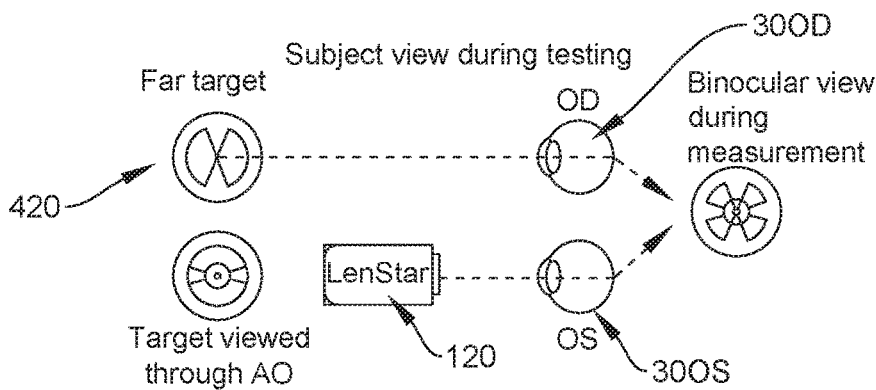 30OD
Subject view during testing
Far target
OD
Binocular view
during
measurement
420
LenStar
Target viewed
through AO
120
OS
30OS